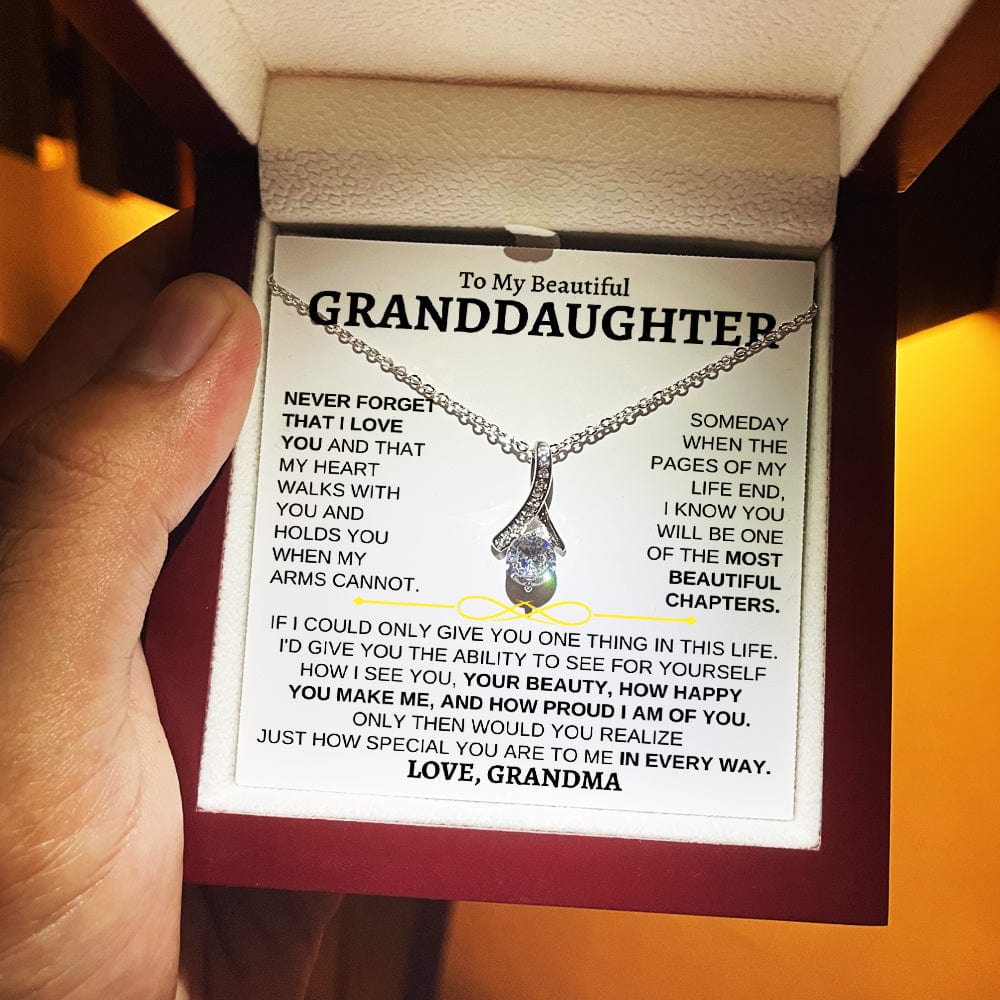 To My Beautiful
GRANDDAUGHTER
NEVER FORGET
THAT I LOVE
YOU AND THAT
MY HEART
WALKS WITH
YOU AND
HOLDS YOU
WHEN MY
ARMS CANNOT.
SOMEDAY
WHEN THE
PAGES OF MY
LIFE END,
I KNOW YOU
WILL BE ONE
OF THE MOST
BEAUTIFUL
CHAPTERS.
IF I COULD ONLY GIVE YOU ONE THING IN THIS LIFE.
I'D GIVE YOU THE ABILITY TO SEE FOR YOURSELF
HOW I SEE YOU, YOUR BEAUTY, HOW HAPPY
YOU MAKE ME, AND HOW PROUD I AM OF YOU.
ONLY THEN WOULD YOU REALIZE
JUST HOW SPECIAL YOU ARE TO ME IN EVERY WAY.
LOVE, GRANDMA